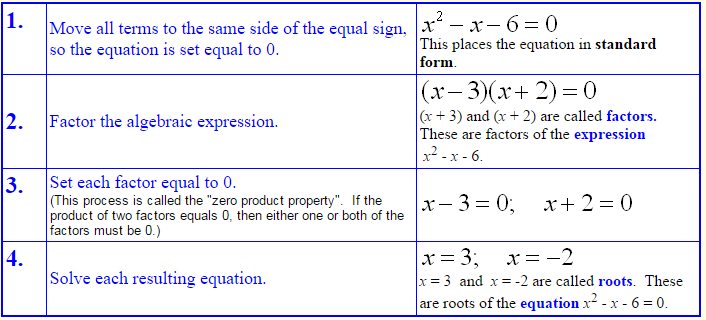 1.
Move all terms to the same side of the equal sign,
so the equation is set equal to 0.
x² – x – 6 = 0
This places the equation in standard
form.
2.
Factor the algebraic expression.
(x – 3)(x + 2) = 0
(x + 3) and (x + 2) are called factors.
These are factors of the expression
x² - x - 6.
3.
Set each factor equal to 0.
(This process is called the "zero product property". If the
product of two factors equals 0, then either one or both of the
factors must be 0.)
x – 3 = 0; x + 2 = 0
4.
Solve each resulting equation.
x = 3; x = –2
x = 3 and x = -2 are called roots. These
are roots of the equation x² - x - 6 = 0.